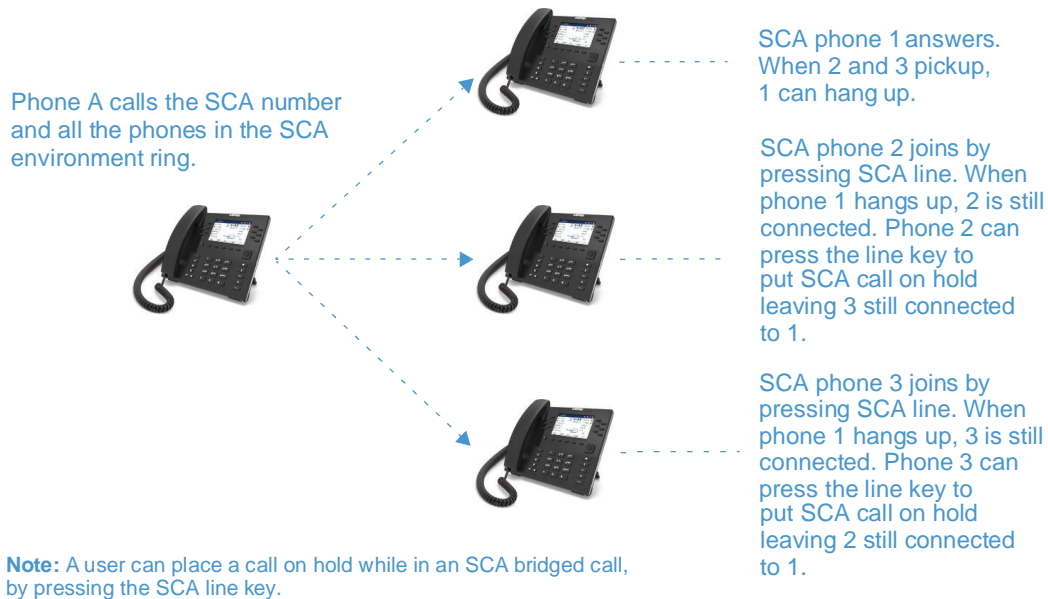 Phone A calls the SCA number
and all the phones in the SCA
environment ring.
SCA phone 1 answers.
When 2 and 3 pickup,
1 can hang up.
SCA phone 2 joins by
pressing SCA line. When
phone 1 hangs up, 2 is still
connected. Phone 2 can
press the line key to
put SCA call on hold
leaving 3 still connected
to 1.
SCA phone 3 joins by
pressing SCA line. When
phone 1 hangs up, 3 is still
connected. Phone 3 can
press the line key to
put SCA call on hold
leaving 2 still connected
to 1.
Note: A user can place a call on hold while in an SCA bridged call,
by pressing the SCA line key.